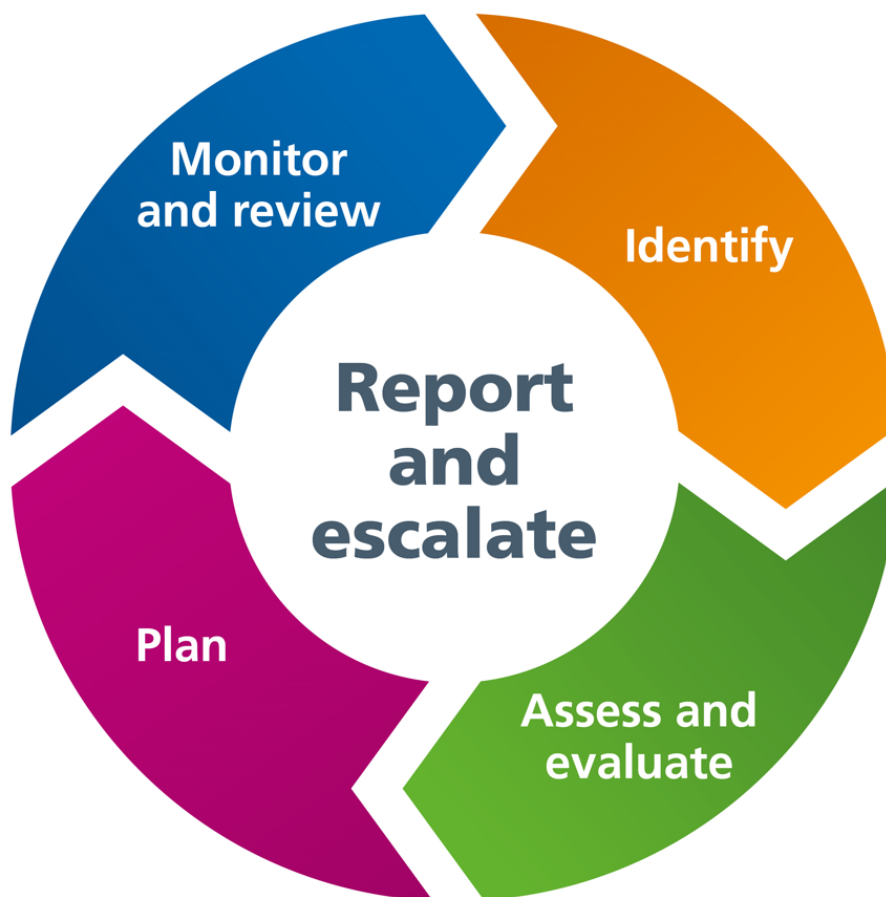 Monitor
and review
Identify
Report
and
escalate
Plan
Assess and
evaluate